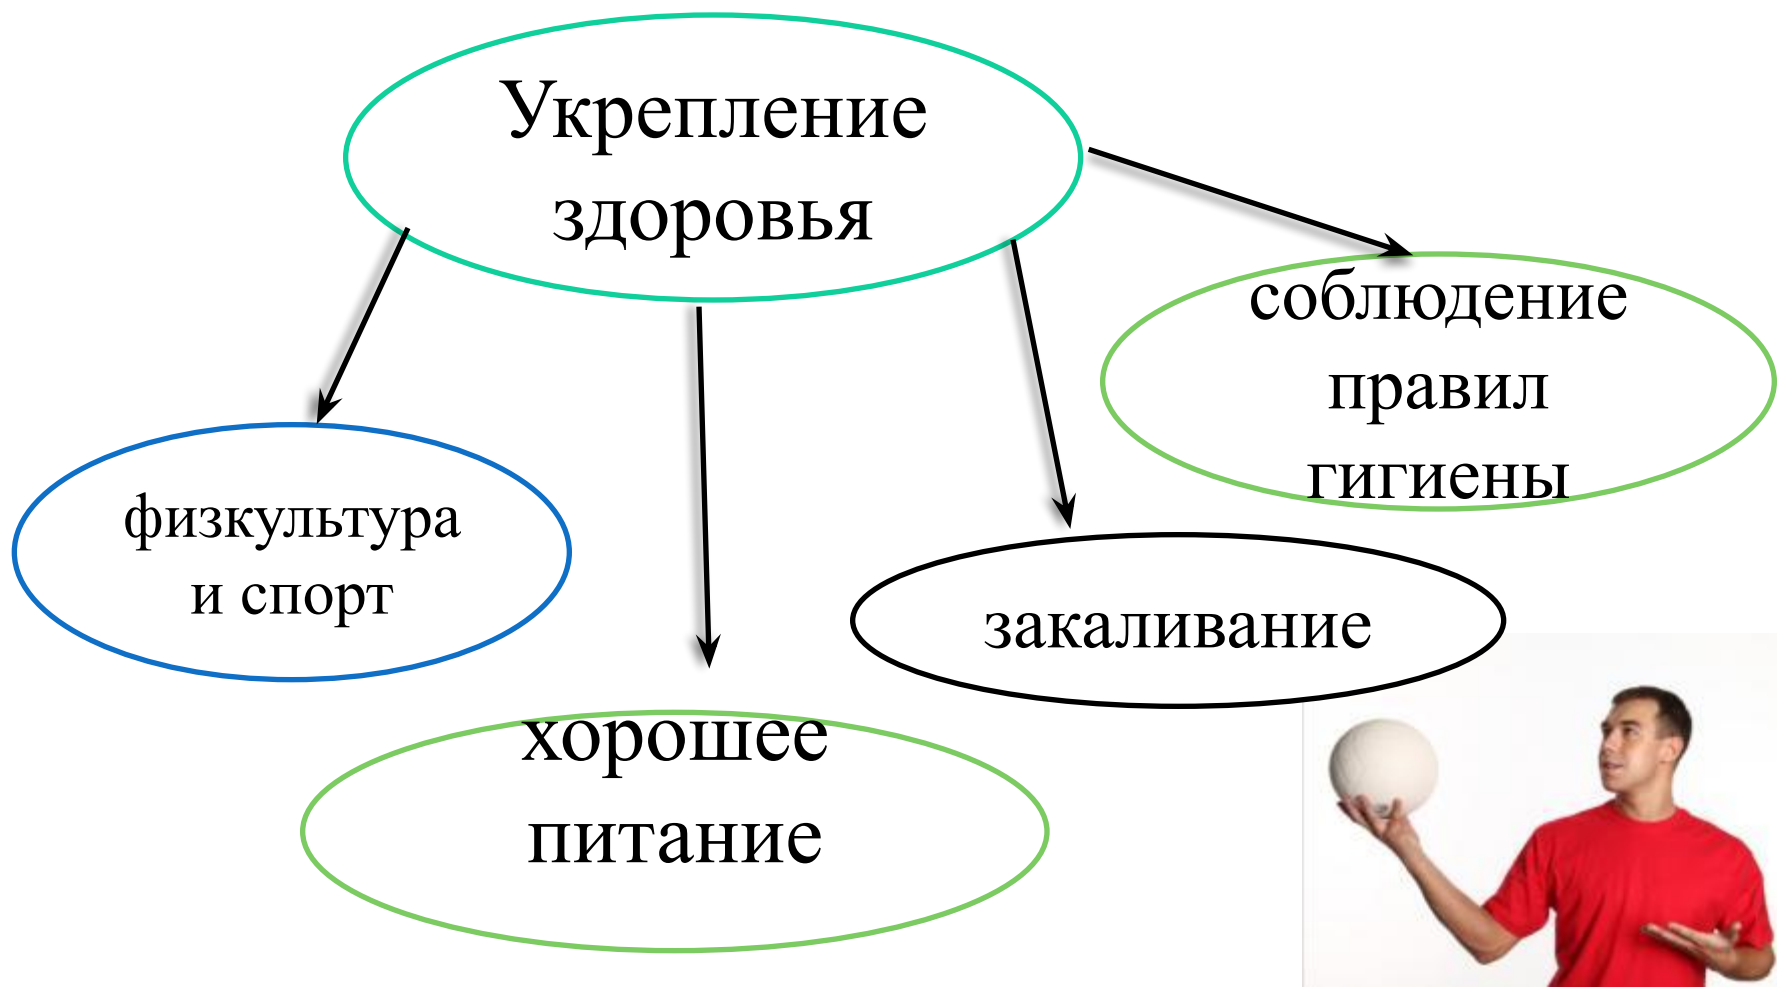 Укрепление
здоровья
соблюдение
правил
гигиены
физкультура
и спорт
закаливание
хорошее
питание